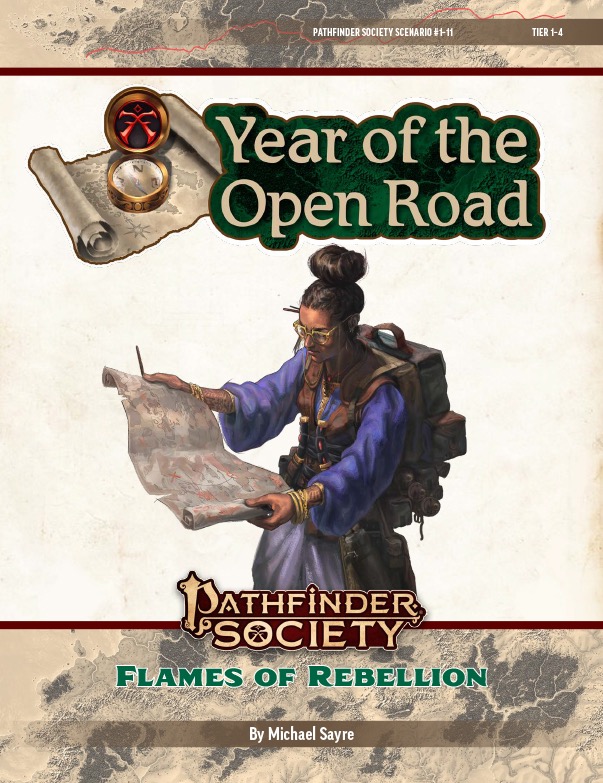 PATHFINDER SOCIETY SCENARIO #1-11 TIER 1-4
Year of the
Open Road
PATHFINDER
SOCIETY
FLAMES OF REBELLION
By Michael Sayre